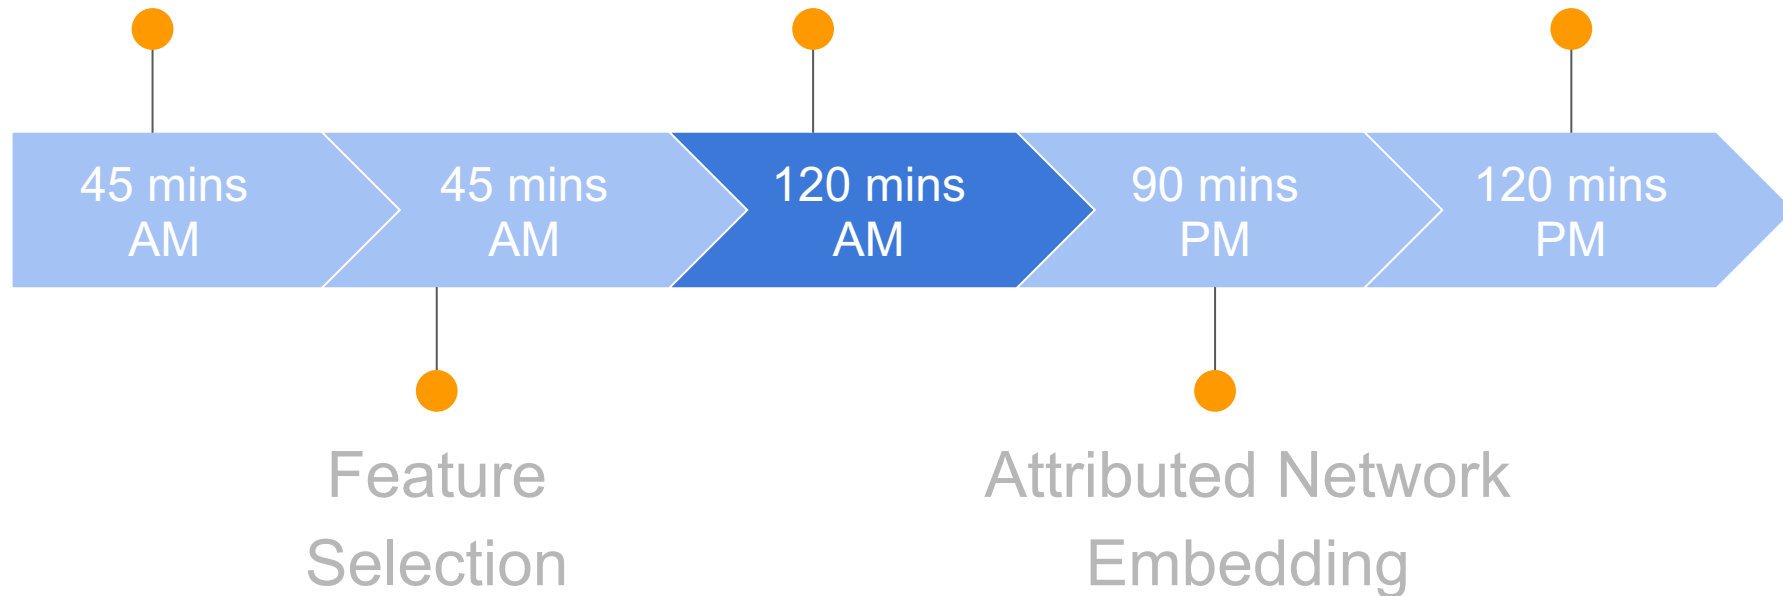 45 mins
AM
45 mins
AM
120 mins
AM
90 mins
PM
120 mins
PM
Feature
Selection
Attributed Network
Embedding